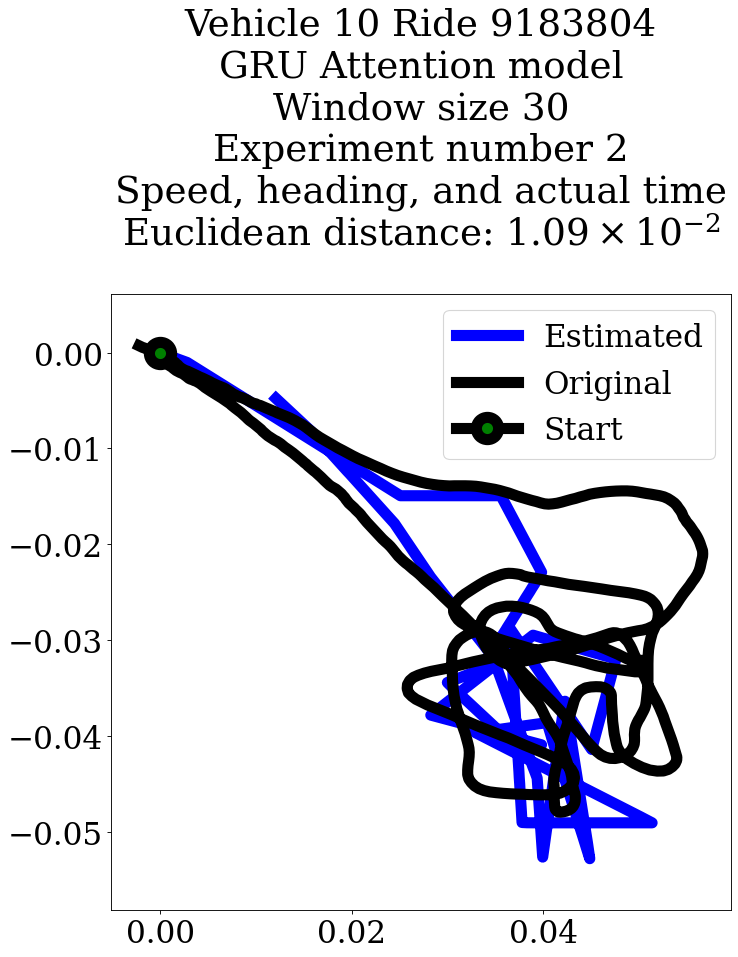 Vehicle 10 Ride 9183804
GRU Attention model
Window size 30
Experiment number 2
Speed, heading, and actual time
Euclidean distance: 1.09 × 10⁻²
Estimated
Original
Start
0.00
−0.01
−0.02
−0.03
−0.04
−0.05
0.00 0.02 0.04